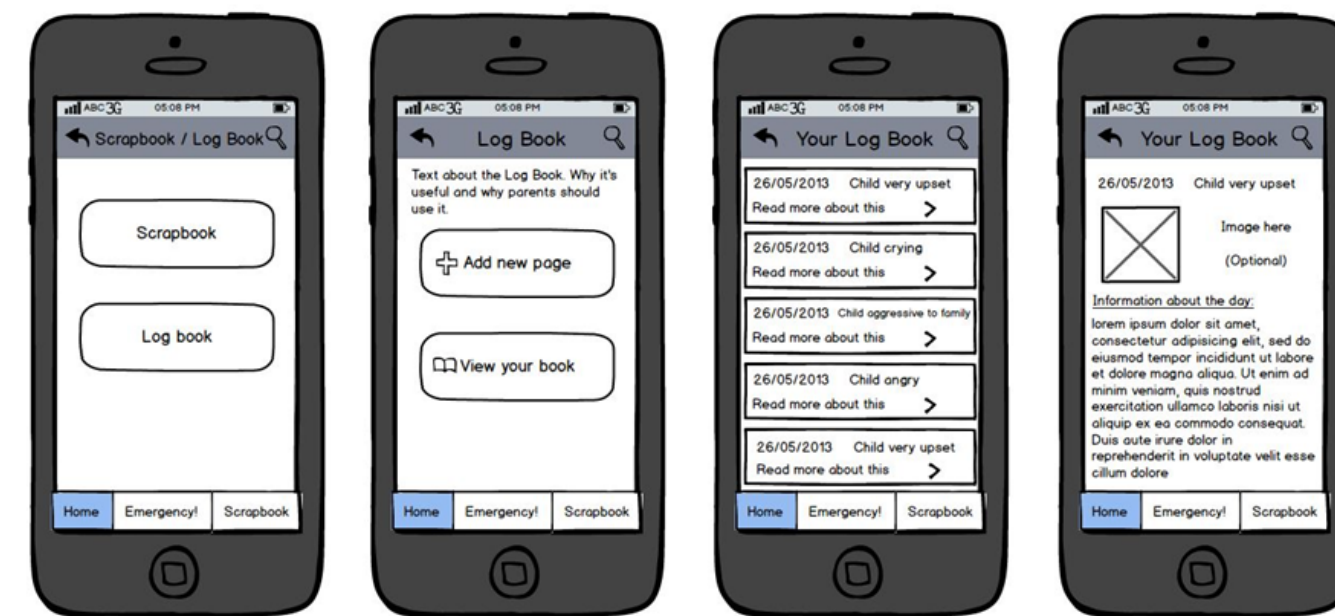 ABC 3G 05:08 PM
Scrapbook / Log Book
Scrapbook
Log book
Home Emergency! Scrapbook
ABC 3G 05:08 PM
Log Book
Text about the Log Book. Why it's
useful and why parents should
use it.
Add new page
View your book
Home Emergency! Scrapbook
ABC 3G 05:08 PM
Your Log Book
26/05/2013 Child very upset
Read more about this >
26/05/2013 Child crying
Read more about this >
26/05/2013 Child aggressive to family
Read more about this >
26/05/2013 Child angry
Read more about this >
26/05/2013 Child very upset
Read more about this >
Home Emergency! Scrapbook
ABC 3G 05:08 PM
Your Log Book
26/05/2013 Child very upset
Image here
(Optional)
Information about the day:
lorem ipsum dolor sit amet,
consectetur adipisicing elit, sed do
eiusmod tempor incididunt ut labore
et dolore magna aliqua. Ut enim ad
minim veniam, quis nostrud
exercitation ullamco laboris nisi ut
aliquip ex ea commodo consequat.
Duis aute irure dolor in
reprehenderit in voluptate velit esse
cillum dolore
Home Emergency! Scrapbook